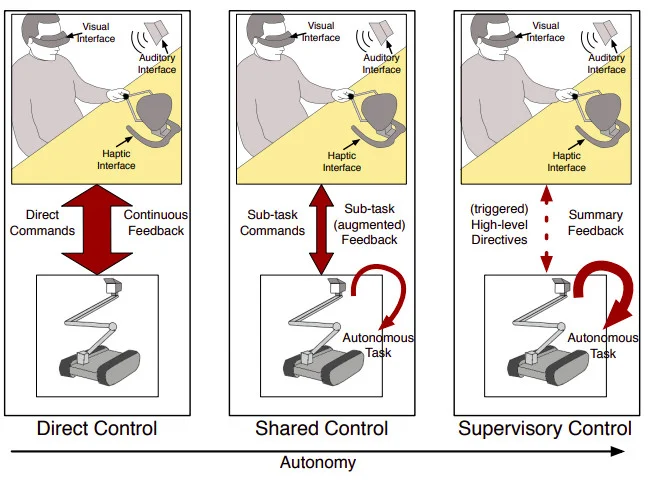 Visual
Interface
Auditory
Interface
Haptic
Interface
Direct
Commands
Continuous
Feedback
Direct Control
Visual
Interface
Auditory
Interface
Haptic
Interface
Sub-task
Commands
Sub-task
(augmented)
Feedback
Autonomous
Task
Shared Control
Visual
Interface
Auditory
Interface
Haptic
Interface
(triggered)
High-level
Directives
Summary
Feedback
Autonomous
Task
Supervisory Control
Autonomy